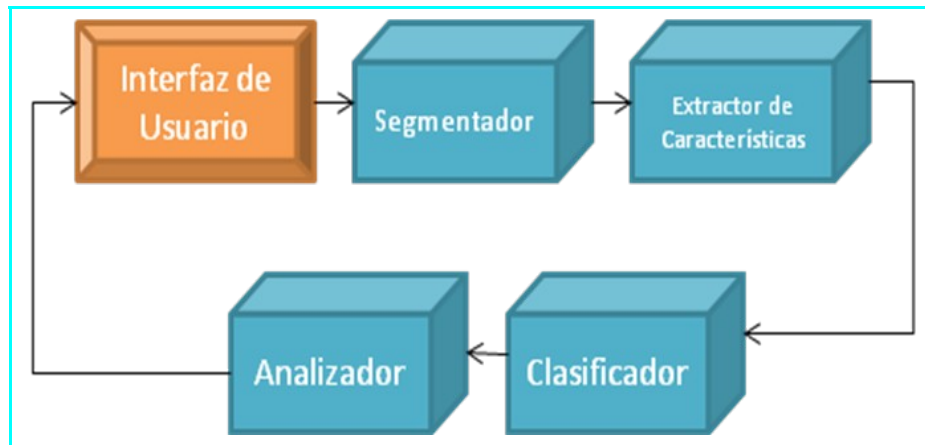 Interfaz de
Usuario
Segmentador
Extractor de
Características
Analizador
Clasificador